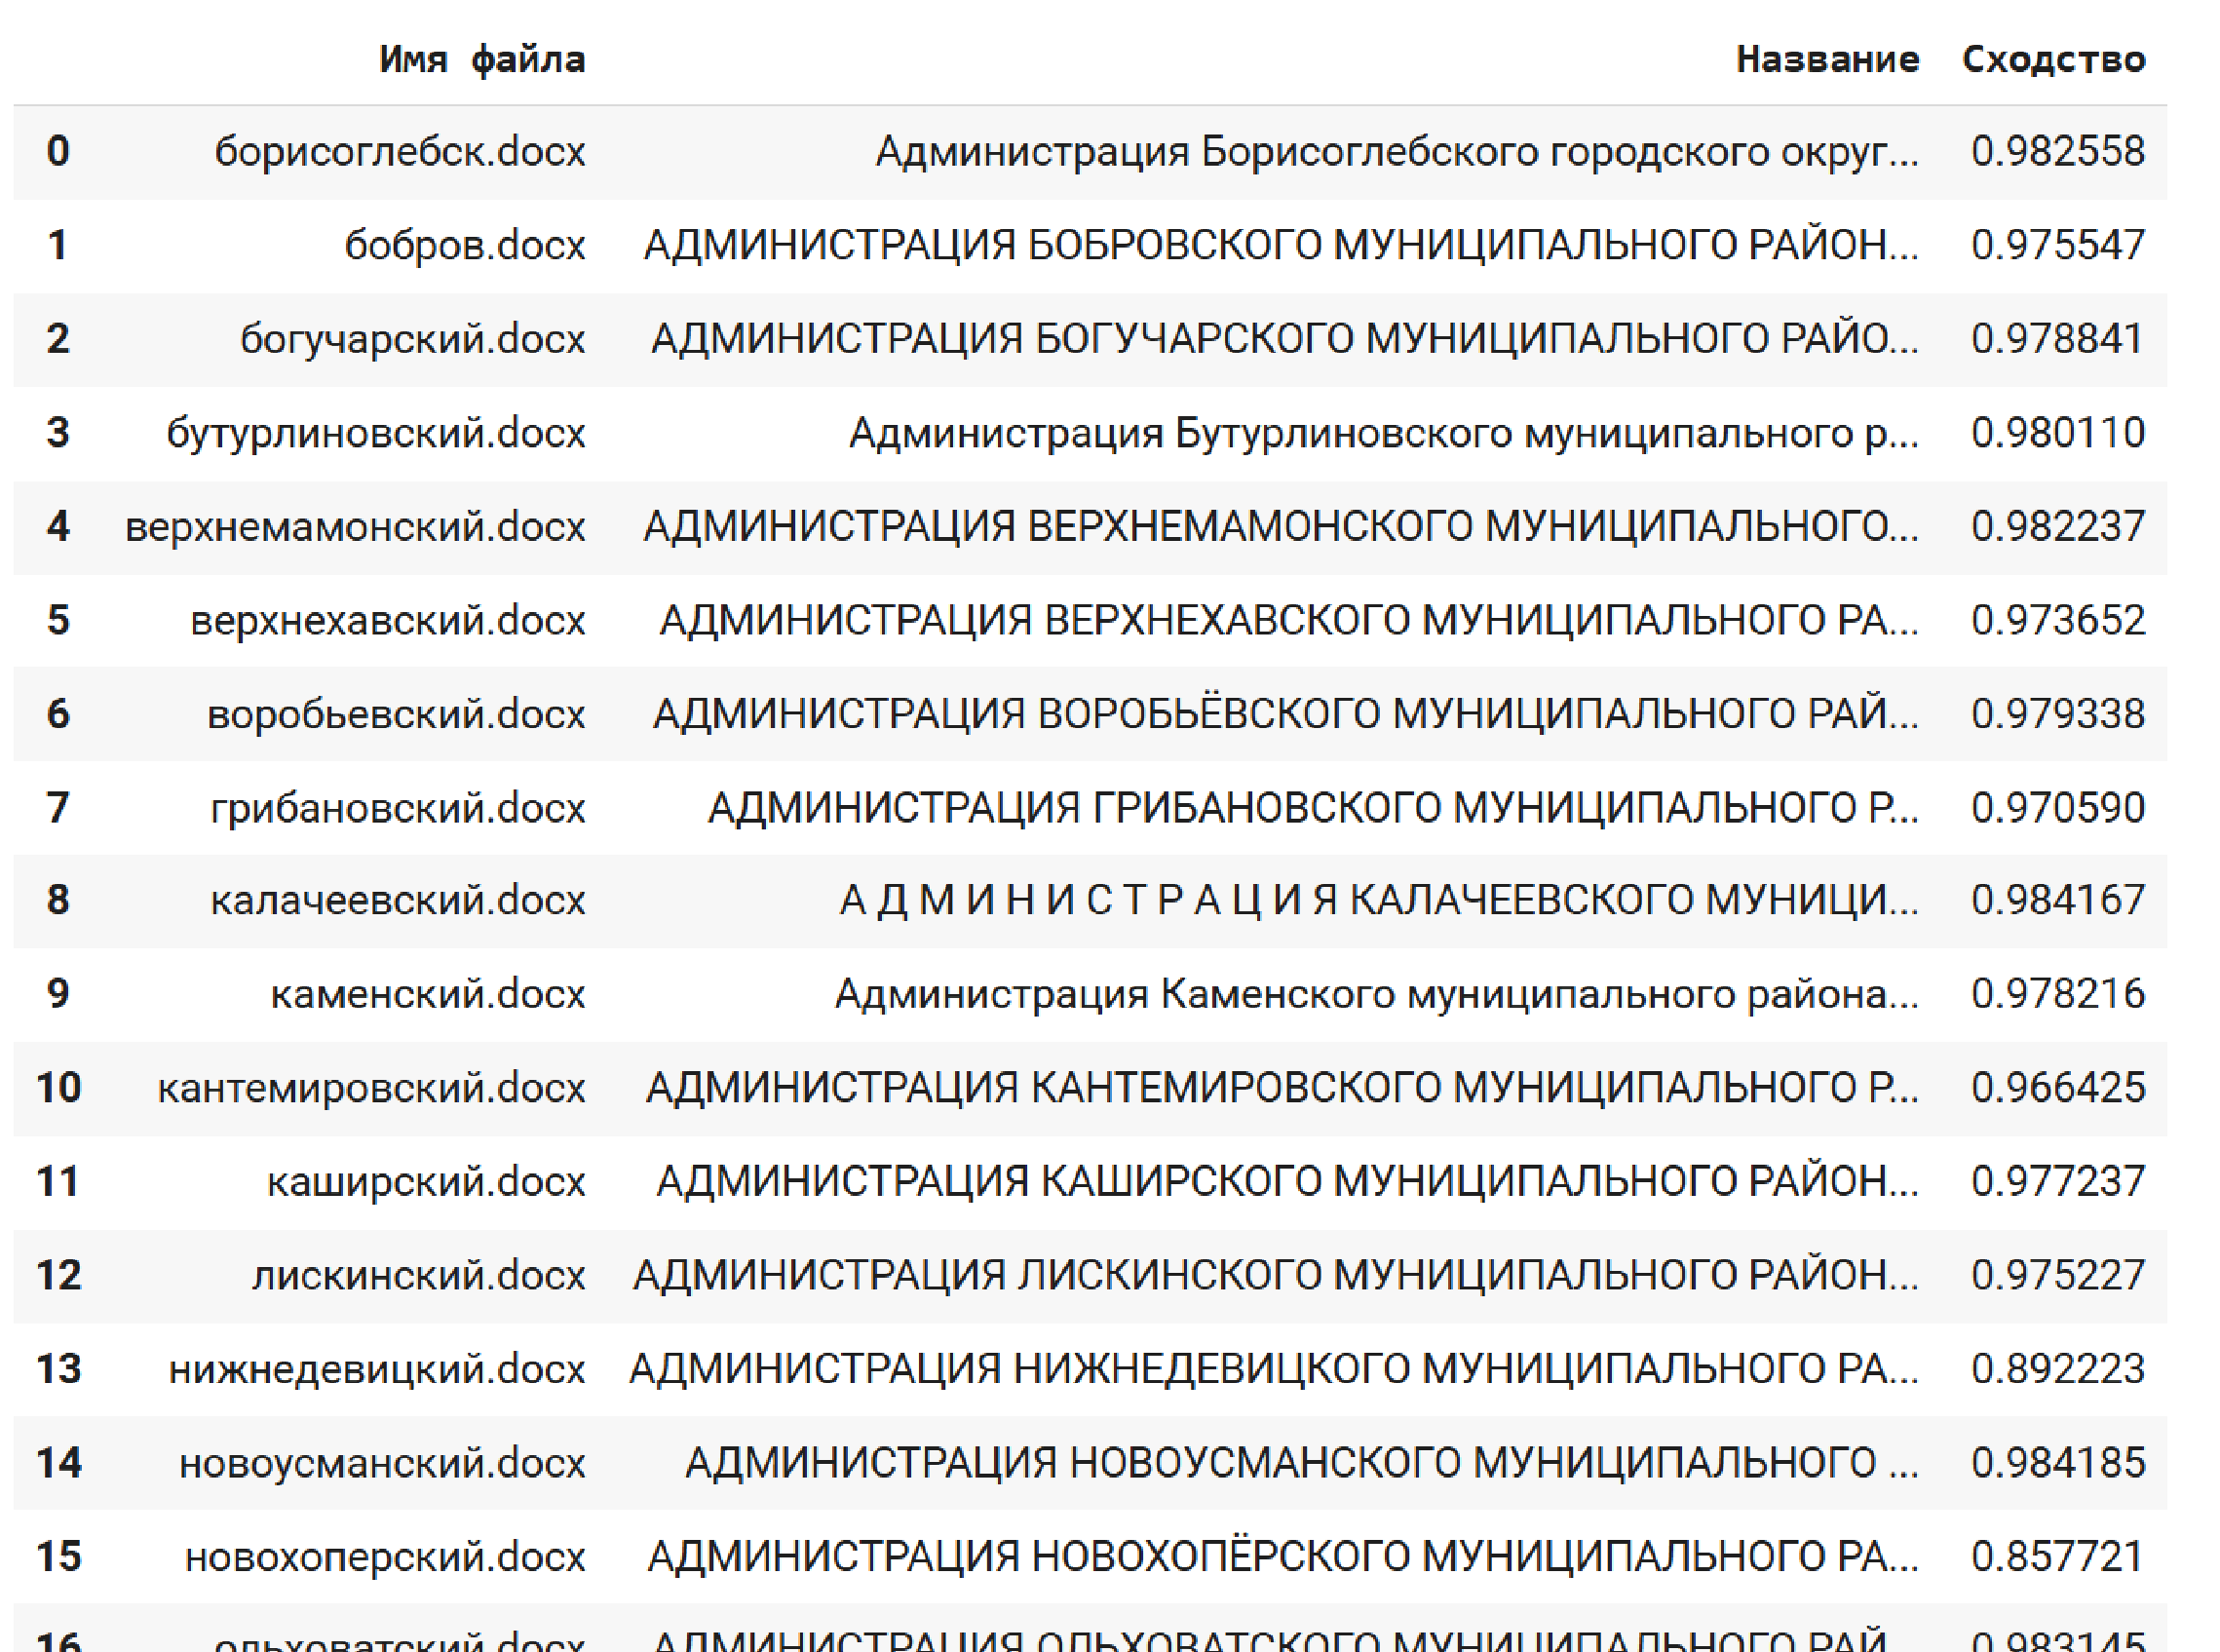 Имя файла Название Сходство
0 борисоглебск.docx Администрация Борисоглебского городского округ... 0.982558
1 бобров.docx АДМИНИСТРАЦИЯ БОБРОВСКОГО МУНИЦИПАЛЬНОГО РАЙОН... 0.975547
2 богучарский.docx АДМИНИСТРАЦИЯ БОГУЧАРСКОГО МУНИЦИПАЛЬНОГО РАЙО... 0.978841
3 бутурлиновский.docx Администрация Бутурлиновского муниципального р... 0.980110
4 верхнемамонский.docx АДМИНИСТРАЦИЯ ВЕРХНЕМАМОНСКОГО МУНИЦИПАЛЬНОГО... 0.982237
5 верхнехавский.docx АДМИНИСТРАЦИЯ ВЕРХНЕХАВСКОГО МУНИЦИПАЛЬНОГО РА... 0.973652
6 воробьевский.docx АДМИНИСТРАЦИЯ ВОРОБЬЁВСКОГО МУНИЦИПАЛЬНОГО РАЙ... 0.979338
7 грибановский.docx АДМИНИСТРАЦИЯ ГРИБАНОВСКОГО МУНИЦИПАЛЬНОГО Р... 0.970590
8 калачеевский.docx А Д М И Н И С Т Р А Ц И Я КАЛАЧЕЕВСКОГО МУНИЦИ... 0.984167
9 каменский.docx Администрация Каменского муниципального района... 0.978216
10 кантемировский.docx АДМИНИСТРАЦИЯ КАНТЕМИРОВСКОГО МУНИЦИПАЛЬНОГО Р... 0.966425
11 каширский.docx АДМИНИСТРАЦИЯ КАШИРСКОГО МУНИЦИПАЛЬНОГО РАЙОН... 0.977237
12 лискинский.docx АДМИНИСТРАЦИЯ ЛИСКИНСКОГО МУНИЦИПАЛЬНОГО РАЙОН... 0.975227
13 нижнедевицкий.docx АДМИНИСТРАЦИЯ НИЖНЕДЕВИЦКОГО МУНИЦИПАЛЬНОГО РА... 0.892223
14 новоусманский.docx АДМИНИСТРАЦИЯ НОВОУСМАНСКОГО МУНИЦИПАЛЬНОГО ... 0.984185
15 новохоперский.docx АДМИНИСТРАЦИЯ НОВОХОПЁРСКОГО МУНИЦИПАЛЬНОГО РА... 0.857721
16 ольховатский.docx АДМИНИСТРАЦИЯ ОЛЬХОВАТСКОГО МУНИЦИПАЛЬНОГО РАЙ... 0.983145